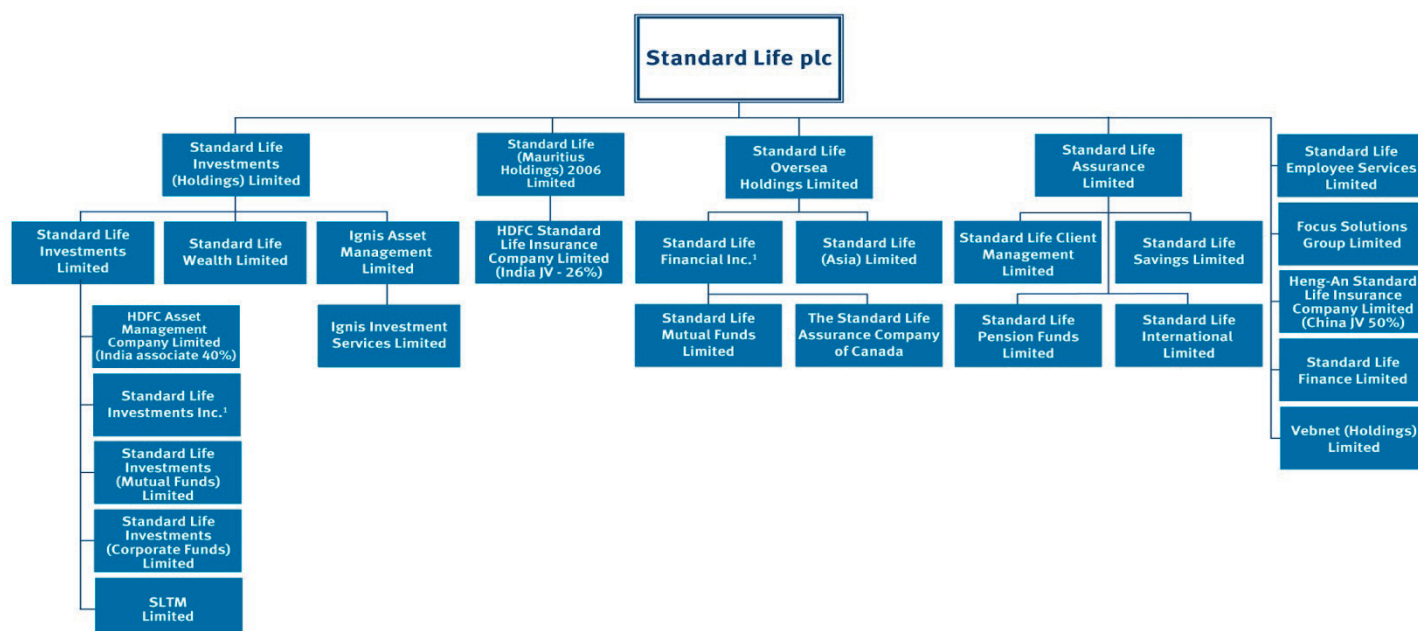 Standard Life plc
Standard Life
Investments
(Holdings) Limited
Standard Life
(Mauritius
Holdings) 2006
Limited
Standard Life
Oversea
Holdings Limited
Standard Life
Assurance
Limited
Standard Life
Employee Services
Limited
Standard Life
Investments
Limited
Standard Life
Wealth Limited
Ignis Asset
Management
Limited
HDFC Standard
Life Insurance
Company Limited
(India JV - 26%)
Standard Life
Financial Inc.¹
Standard Life
(Asia) Limited
Standard Life Client
Management
Limited
Standard Life
Savings Limited
Focus Solutions
Group Limited
HDFC Asset
Management
Company Limited
(India associate 40%)
Ignis Investment
Services Limited
Standard Life
Mutual Funds
Limited
The Standard Life
Assurance Company
of Canada
Standard Life
Pension Funds
Limited
Standard Life
International
Limited
Heng-An Standard
Life Insurance
Company Limited
(China JV 50%)
Standard Life
Investments Inc.¹
Standard Life
Finance Limited
Standard Life
Investments
(Mutual Funds)
Limited
Vebnet (Holdings)
Limited
Standard Life
Investments
(Corporate Funds)
Limited
SLTM
Limited